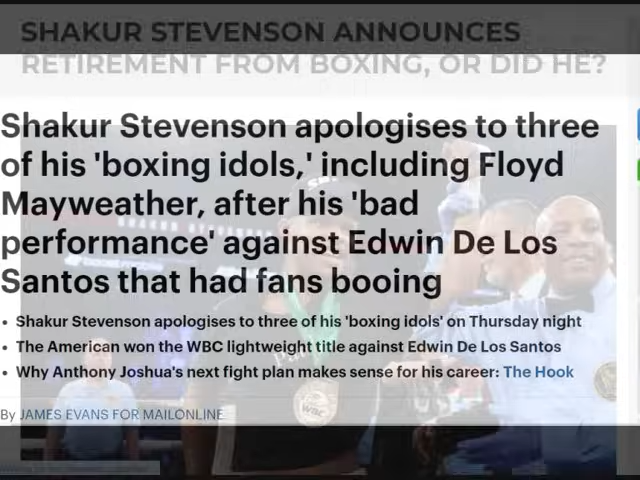 SHAKUR STEVENSON ANNOUNCES
RETIREMENT FROM BOXING, OR DID HE?
Shakur Stevenson apologises to three
of his 'boxing idols,' including Floyd
Mayweather, after his 'bad
performance' against Edwin De Los
Santos that had fans booing
• Shakur Stevenson apologises to three of his 'boxing idols' on Thursday night
• The American won the WBC lightweight title against Edwin De Los Santos
• Why Anthony Joshua's next fight plan makes sense for his career: The Hook
By JAMES EVANS FOR MAILONLINE
WBC